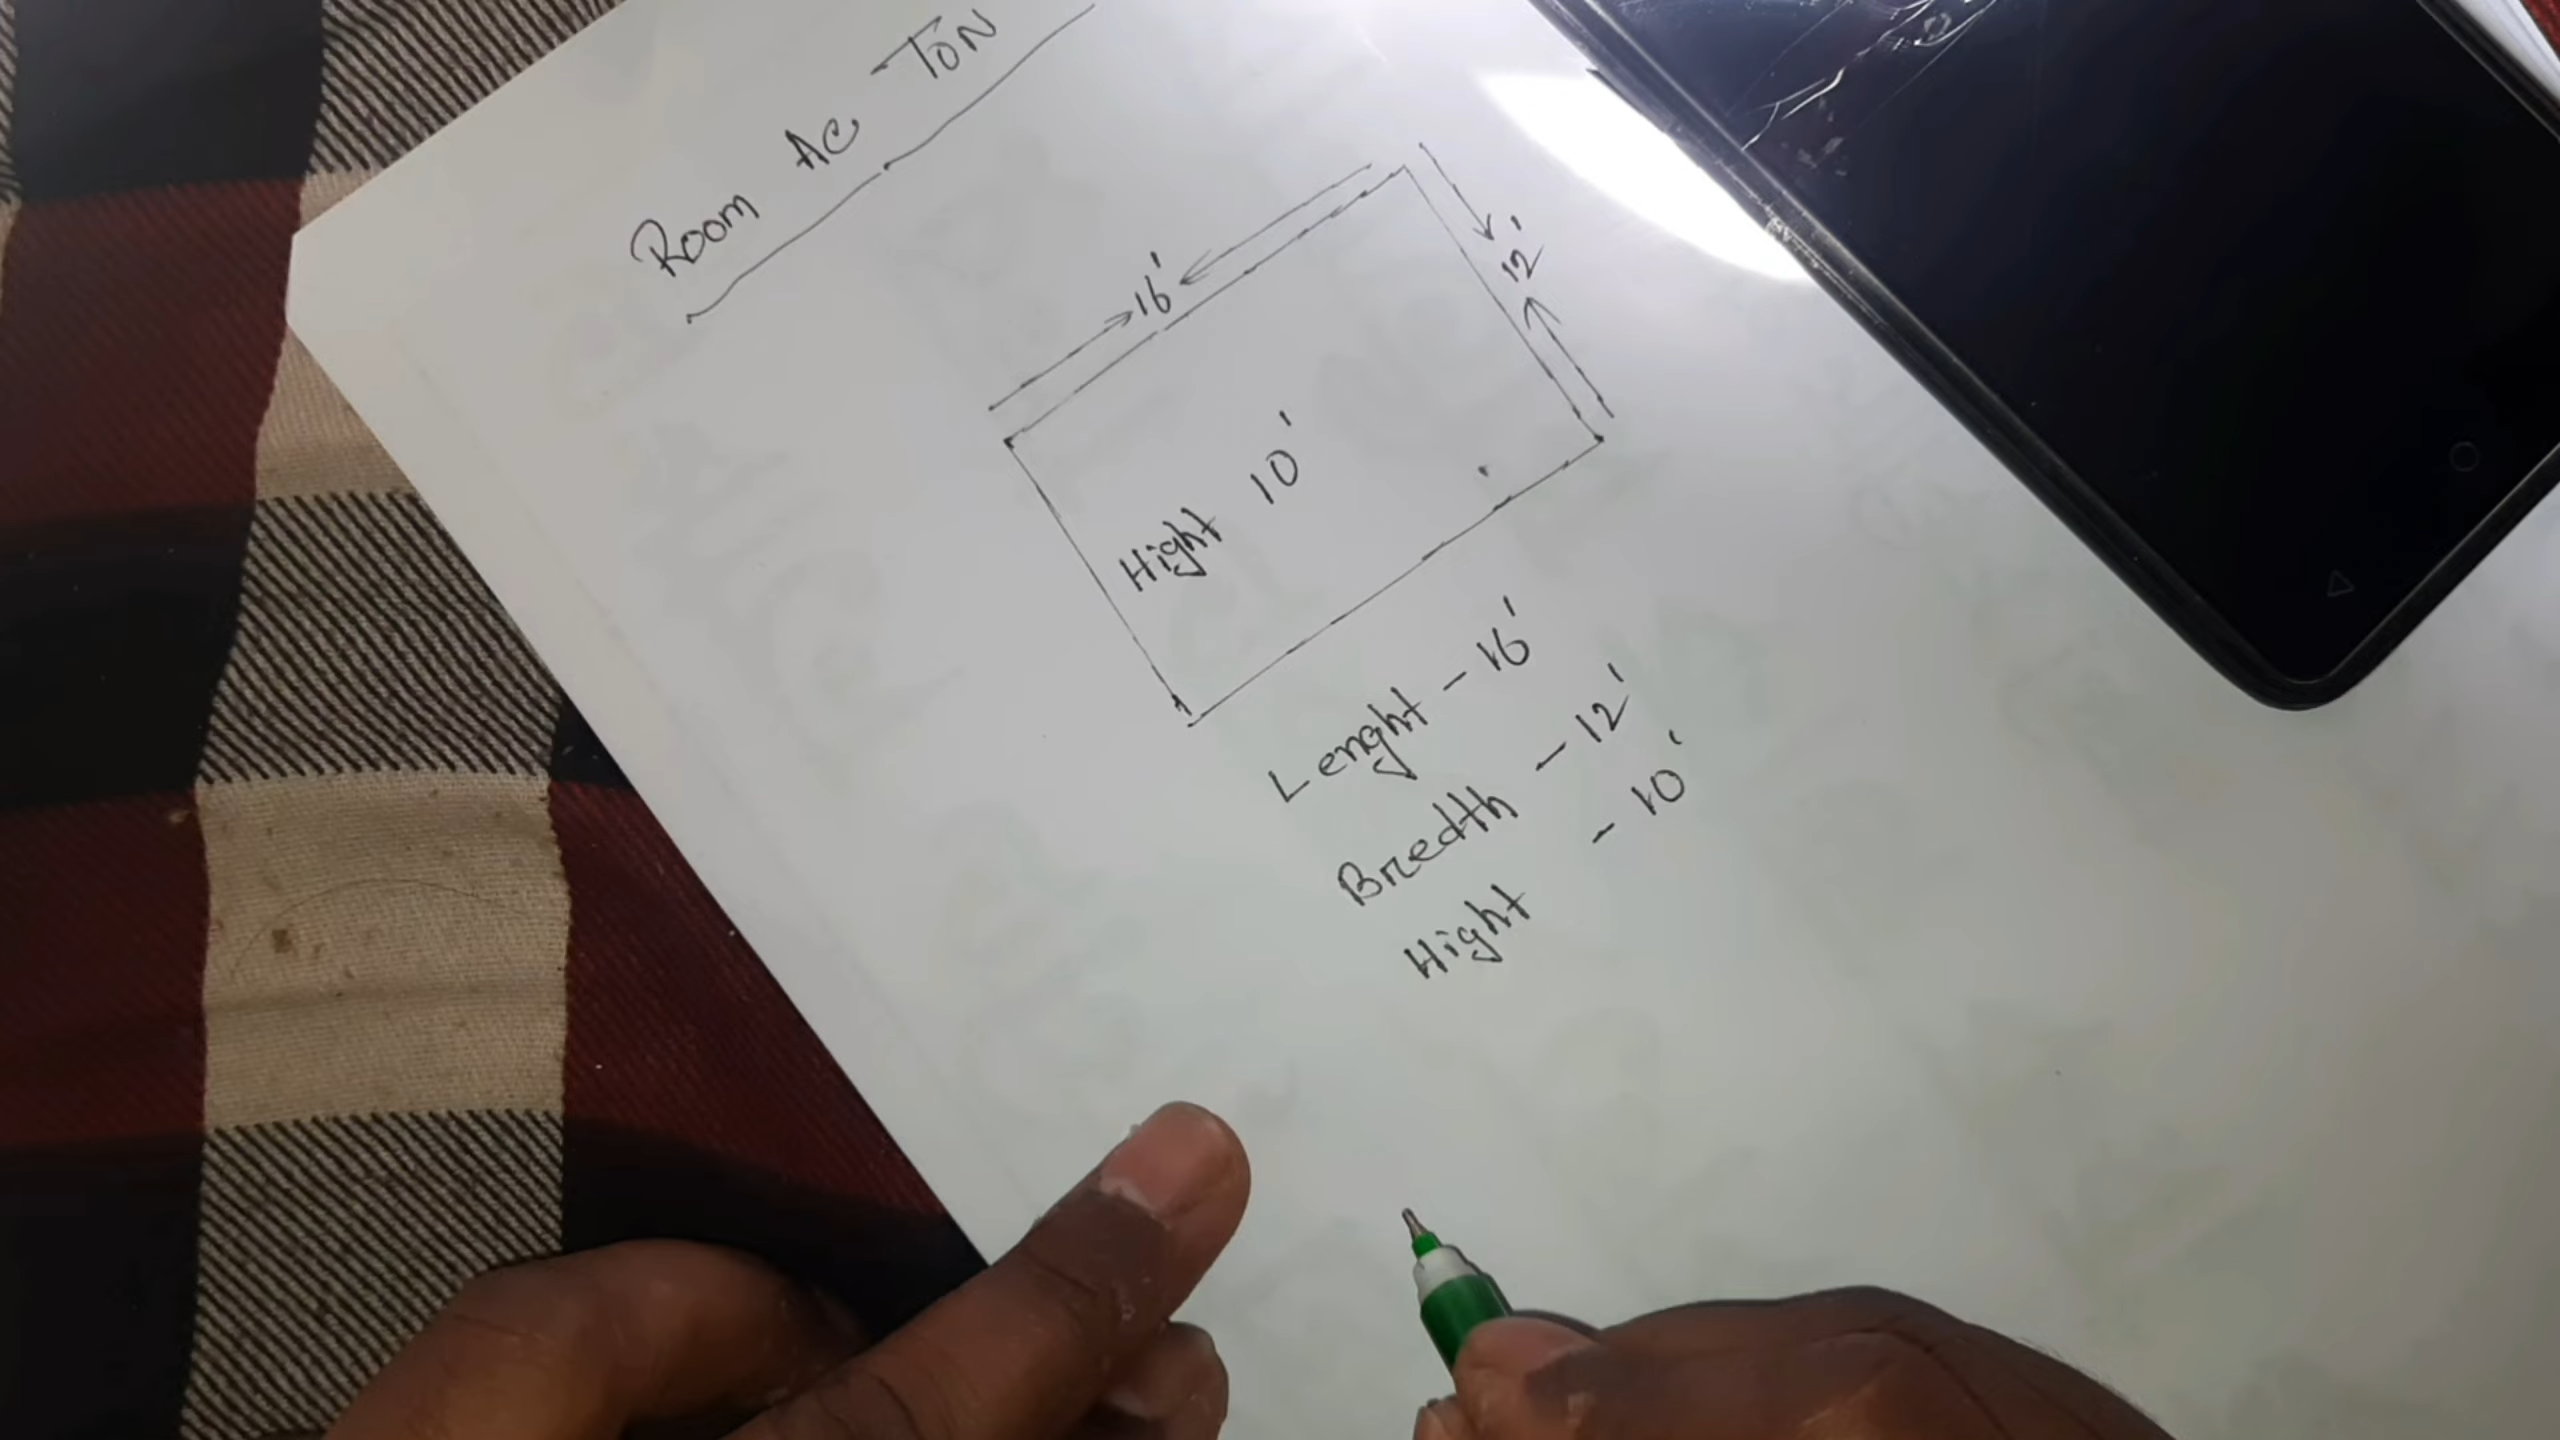 Room AC TON
16'
12'
Hight 10'
Lenght - 16'
Bredth - 12'
Hight - 10'